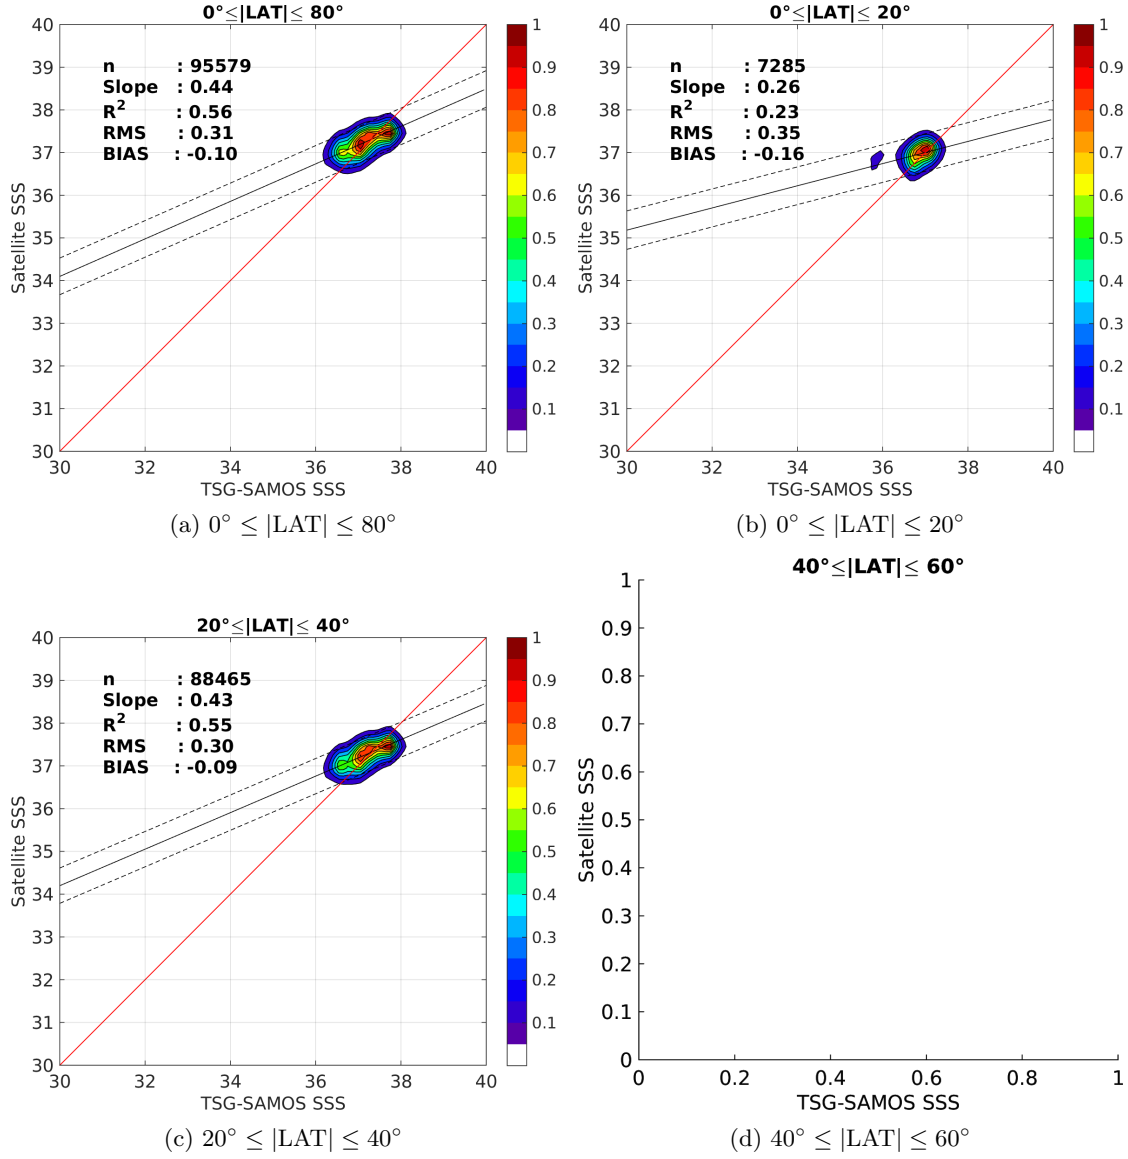 0°≤|LAT|≤ 80°
n : 95579
Slope : 0.44
R² : 0.56
RMS : 0.31
BIAS : -0.10
40
39
38
37
36
35
34
33
32
31
30
Satellite SSS
30 32 34 36 38 40
TSG-SAMOS SSS
1
0.9
0.8
0.7
0.6
0.5
0.4
0.3
0.2
0.1
(a) 0° ≤ |LAT| ≤ 80°
0°≤|LAT|≤ 20°
n : 7285
Slope : 0.26
R² : 0.23
RMS : 0.35
BIAS : -0.16
40
39
38
37
36
35
34
33
32
31
30
Satellite SSS
30 32 34 36 38 40
TSG-SAMOS SSS
1
0.9
0.8
0.7
0.6
0.5
0.4
0.3
0.2
0.1
(b) 0° ≤ |LAT| ≤ 20°
20°≤|LAT|≤ 40°
n : 88465
Slope : 0.43
R² : 0.55
RMS : 0.30
BIAS : -0.09
40
39
38
37
36
35
34
33
32
31
30
Satellite SSS
30 32 34 36 38 40
TSG-SAMOS SSS
1
0.9
0.8
0.7
0.6
0.5
0.4
0.3
0.2
0.1
(c) 20° ≤ |LAT| ≤ 40°
40°≤|LAT|≤ 60°
1
0.9
0.8
0.7
0.6
0.5
0.4
0.3
0.2
0.1
0
Satellite SSS
0 0.2 0.4 0.6 0.8 1
TSG-SAMOS SSS
(d) 40° ≤ |LAT| ≤ 60°